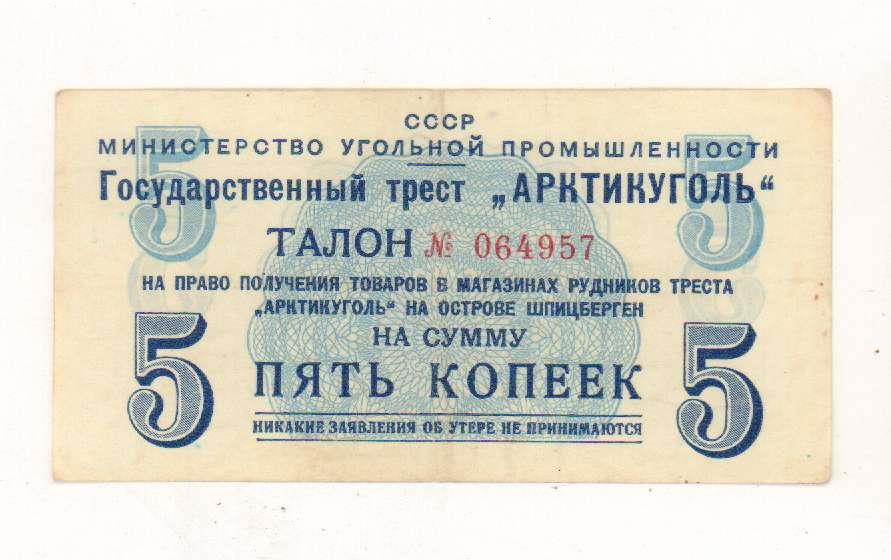 СССР
МИНИСТЕРСТВО УГОЛЬНОЙ ПРОМЫШЛЕННОСТИ
Государственный трест „АРКТИКУГОЛЬ“
ТАЛОН № 064957
НА ПРАВО ПОЛУЧЕНИЯ ТОВАРОВ В МАГАЗИНАХ РУДНИКОВ ТРЕСТА
„АРКТИКУГОЛЬ“ НА ОСТРОВЕ ШПИЦБЕРГЕН
НА СУММУ
ПЯТЬ КОПЕЕК
НИКАКИЕ ЗАЯВЛЕНИЯ ОБ УТЕРЕ НЕ ПРИНИМАЮТСЯ
5 5
5 5